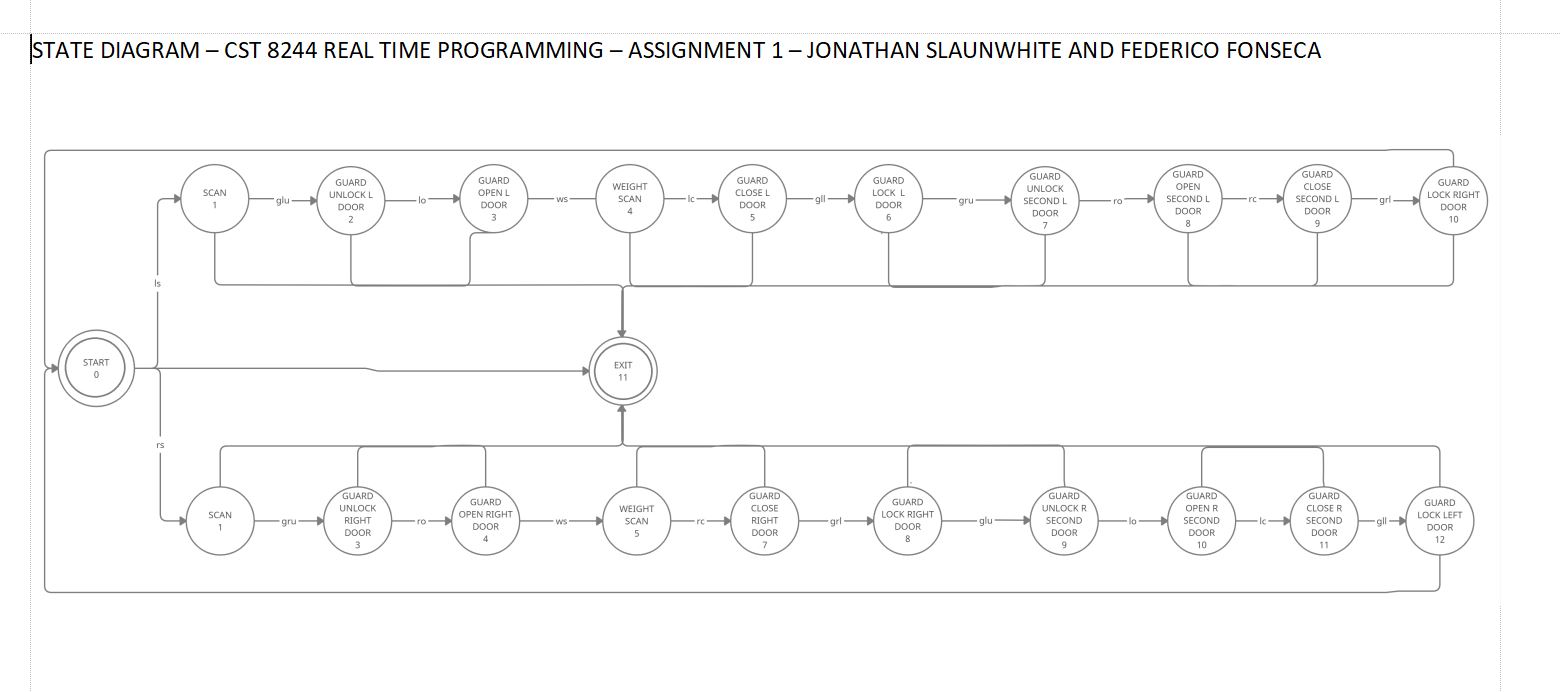 STATE DIAGRAM – CST 8244 REAL TIME PROGRAMMING – ASSIGNMENT 1 – JONATHAN SLAUNWHITE AND FEDERICO FONSECA
SCAN
1
glu
GUARD
UNLOCK L
DOOR
2
lo
GUARD
OPEN L
DOOR
3
ws
WEIGHT
SCAN
4
lc
GUARD
CLOSE L
DOOR
5
gll
GUARD
LOCK L
DOOR
6
gru
GUARD
UNLOCK
SECOND L
DOOR
7
ro
GUARD
OPEN
SECOND L
DOOR
8
rc
GUARD
CLOSE
SECOND L
DOOR
9
grl
GUARD
LOCK RIGHT
DOOR
10
ls
START
0
EXIT
11
rs
SCAN
1
gru
GUARD
UNLOCK
RIGHT
DOOR
3
ro
GUARD
OPEN RIGHT
DOOR
4
ws
WEIGHT
SCAN
5
rc
GUARD
CLOSE
RIGHT
DOOR
7
grl
GUARD
LOCK RIGHT
DOOR
8
glu
GUARD
UNLOCK R
SECOND
DOOR
9
lo
GUARD
OPEN R
SECOND
DOOR
10
lc
GUARD
CLOSE R
SECOND
DOOR
11
gll
GUARD
LOCK LEFT
DOOR
12